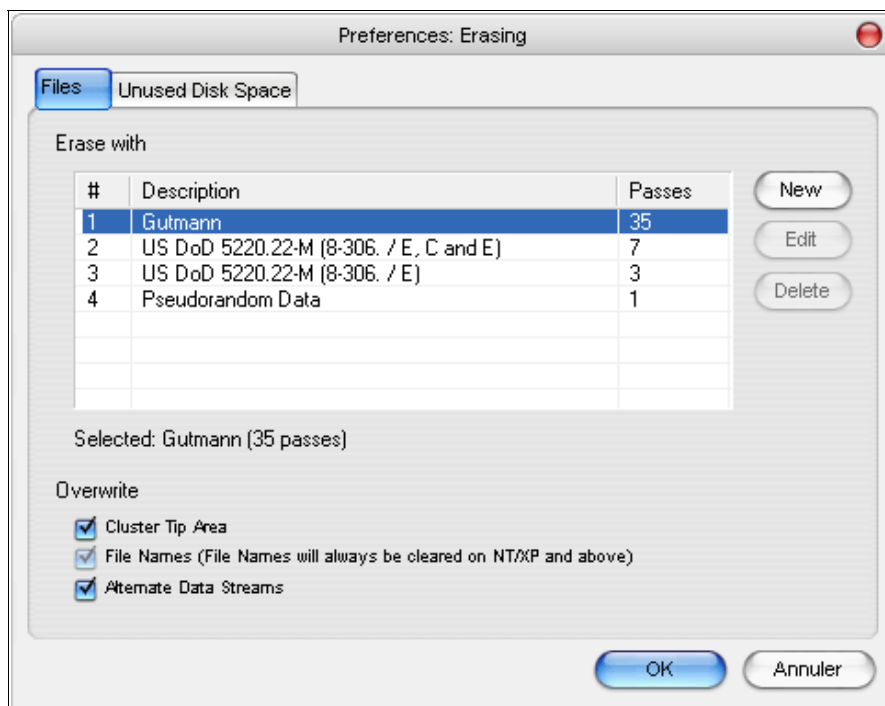 Preferences: Erasing
Files
Unused Disk Space
Erase with
# Description Passes
1 Gutmann 35
2 US DoD 5220.22-M (8-306. / E, C and E) 7
3 US DoD 5220.22-M (8-306. / E) 3
4 Pseudorandom Data 1
New
Edit
Delete
Selected: Gutmann (35 passes)
Overwrite
Cluster Tip Area
File Names (File Names will always be cleared on NT/XP and above)
Alternate Data Streams
OK
Annuler